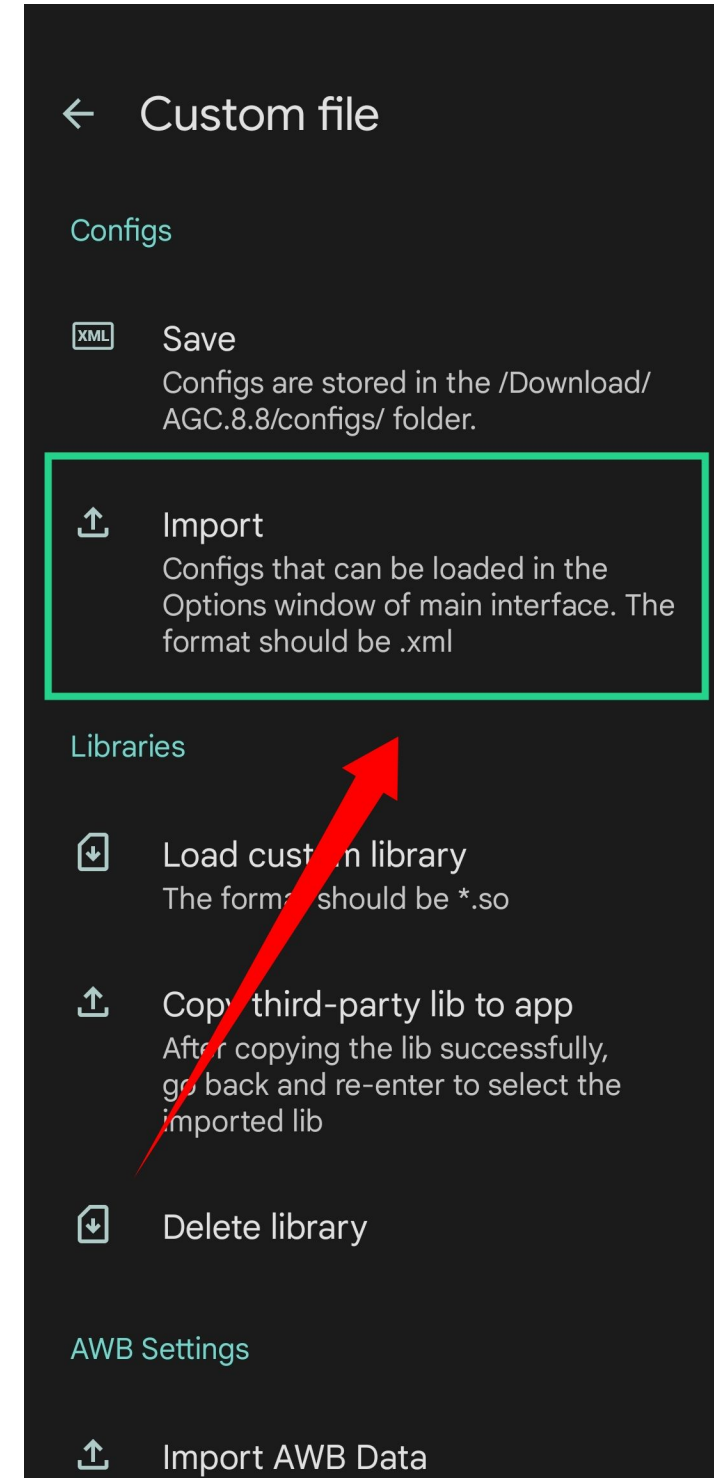 Custom file
Configs
XML
Save
Configs are stored in the /Download/
AGC.8.8/configs/ folder.
Import
Configs that can be loaded in the
Options window of main interface. The
format should be .xml
Libraries
Load custom library
The format should be *.so
Copy third-party lib to app
After copying the lib successfully,
go back and re-enter to select the
imported lib
Delete library
AWB Settings
Import AWB Data